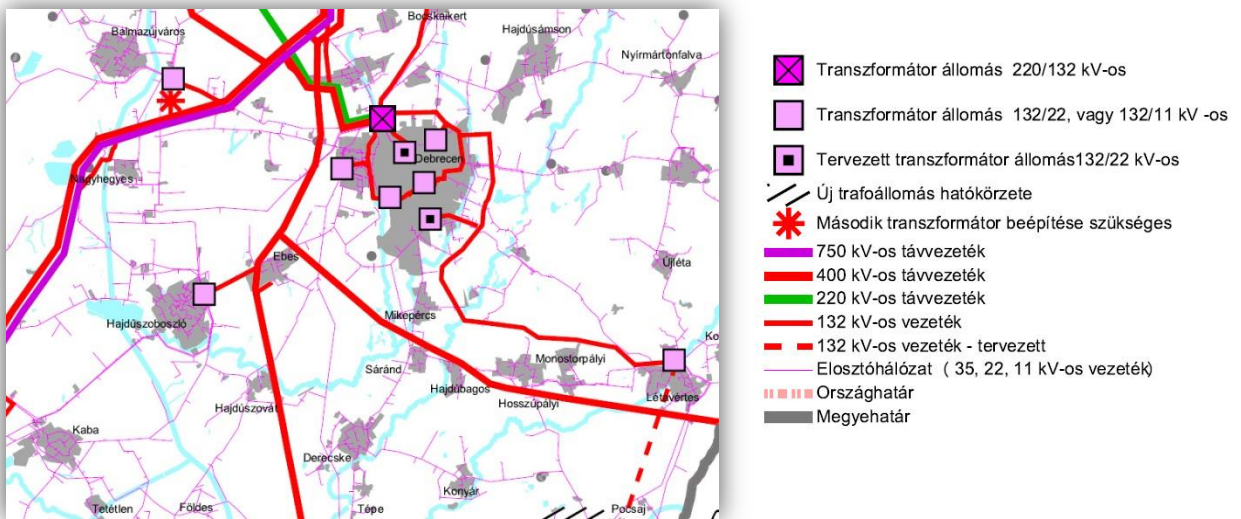 Bocskaikert
Balmazújváros
Hajdúsámson
Nyírmártonfalva
Debrecen
Nagyhegyes
Ebes
Újléta
Hajdúszoboszló
Mikepércs
Monostorpályi
Sáránd
Hajdúbagos
Létavértes
Hosszúpályi
Hajdúszovát
Kaba
Derecske
Konyár
Tetétlen
Földes
Tépe
Pocsaj
Transzformátor állomás 220/132 kV-os
Transzformátor állomás 132/22, vagy 132/11 kV -os
Tervezett transzformátor állomás132/22 kV-os
Új trafoállomás hatókörzete
Második transzformátor beépítése szükséges
750 kV-os távvezeték
400 kV-os távvezeték
220 kV-os távvezeték
132 kV-os vezeték
132 kV-os vezeték - tervezett
Elosztóhálózat ( 35, 22, 11 kV-os vezeték)
Országhatár
Megyehatár